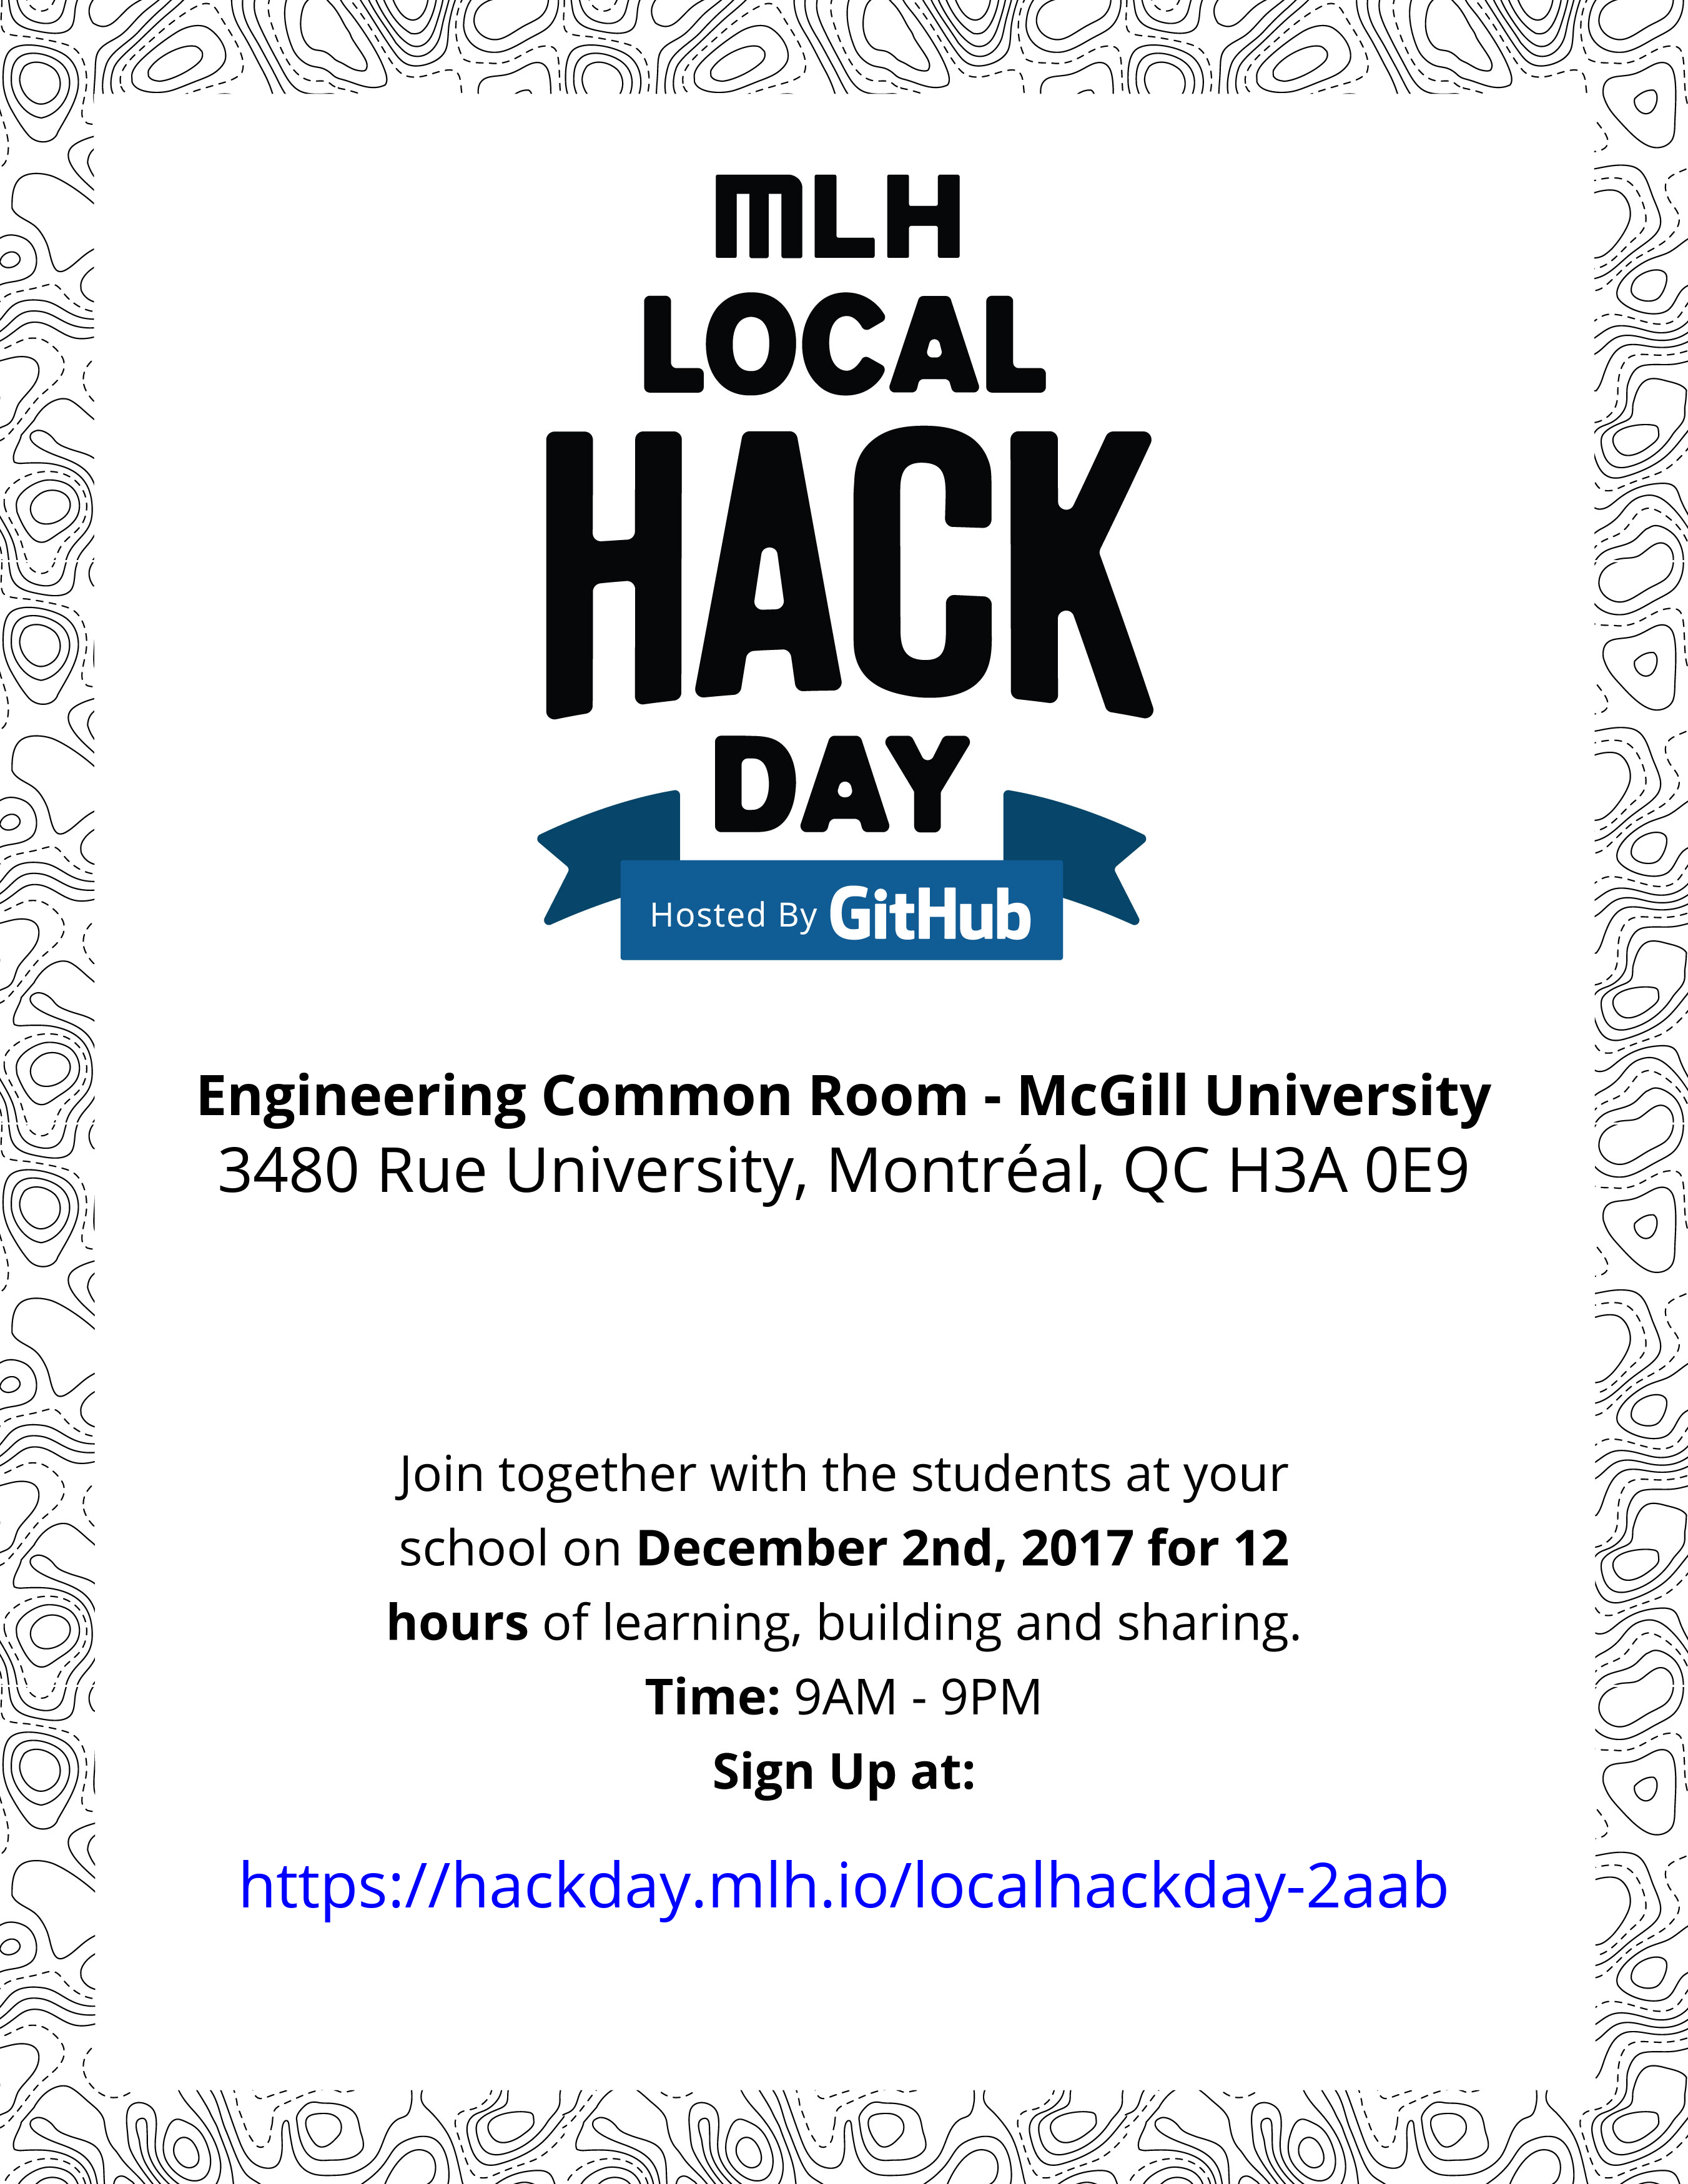 MLH
LOCAL
HACK
DAY
Hosted By GitHub
Engineering Common Room - McGill University
3480 Rue University, Montréal, QC H3A 0E9
Join together with the students at your
school on December 2nd, 2017 for 12
hours of learning, building and sharing.
Time: 9AM - 9PM
Sign Up at:
https://hackday.mlh.io/localhackday-2aab